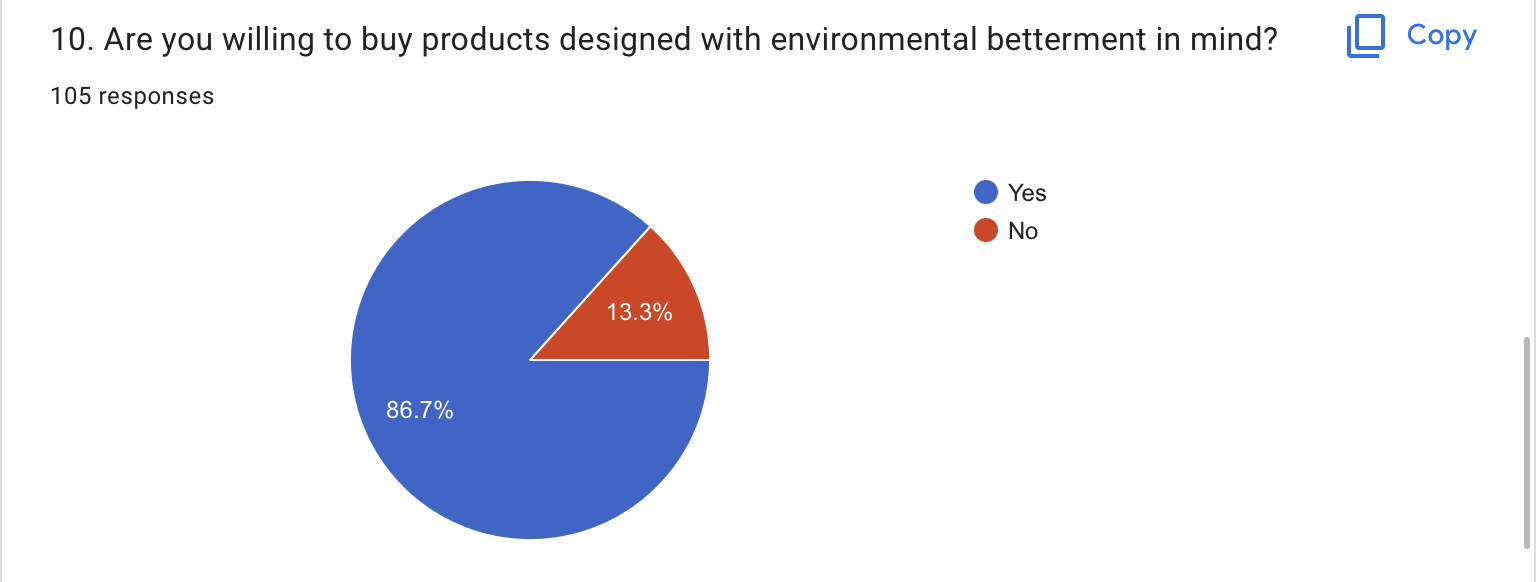 10. Are you willing to buy products designed with environmental betterment in mind?
Copy
105 responses
Yes
No
13.3%
86.7%